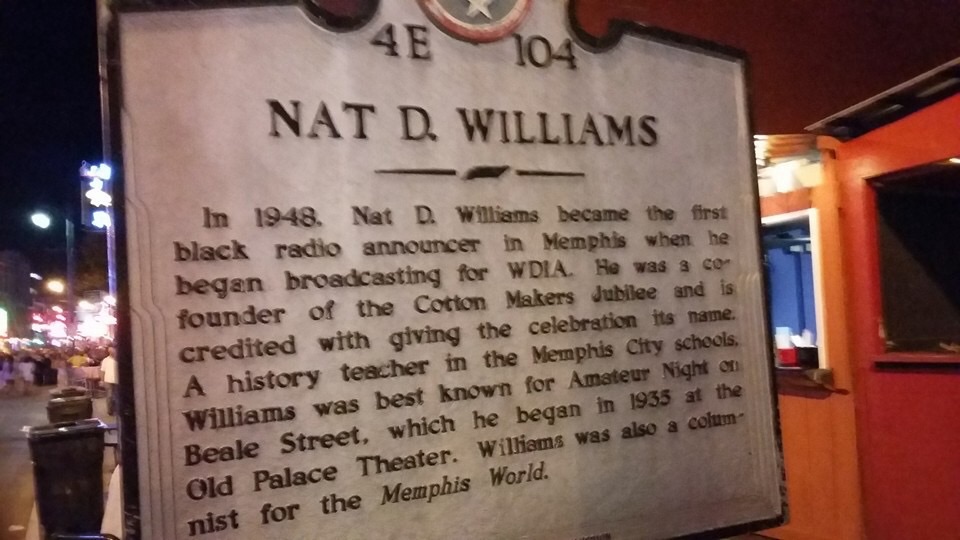 4E 104
NAT D. WILLIAMS
In 1948, Nat D. Williams became the first
black radio announcer in Memphis when he
began broadcasting for WDIA. He was a co-
founder of the Cotton Makers Jubilee and is
credited with giving the celebration its name.
A history teacher in the Memphis City schools,
Williams was best known for Amateur Night on
Beale Street, which he began in 1935 at the
Old Palace Theater. Williams was also a colum-
nist for the Memphis World.